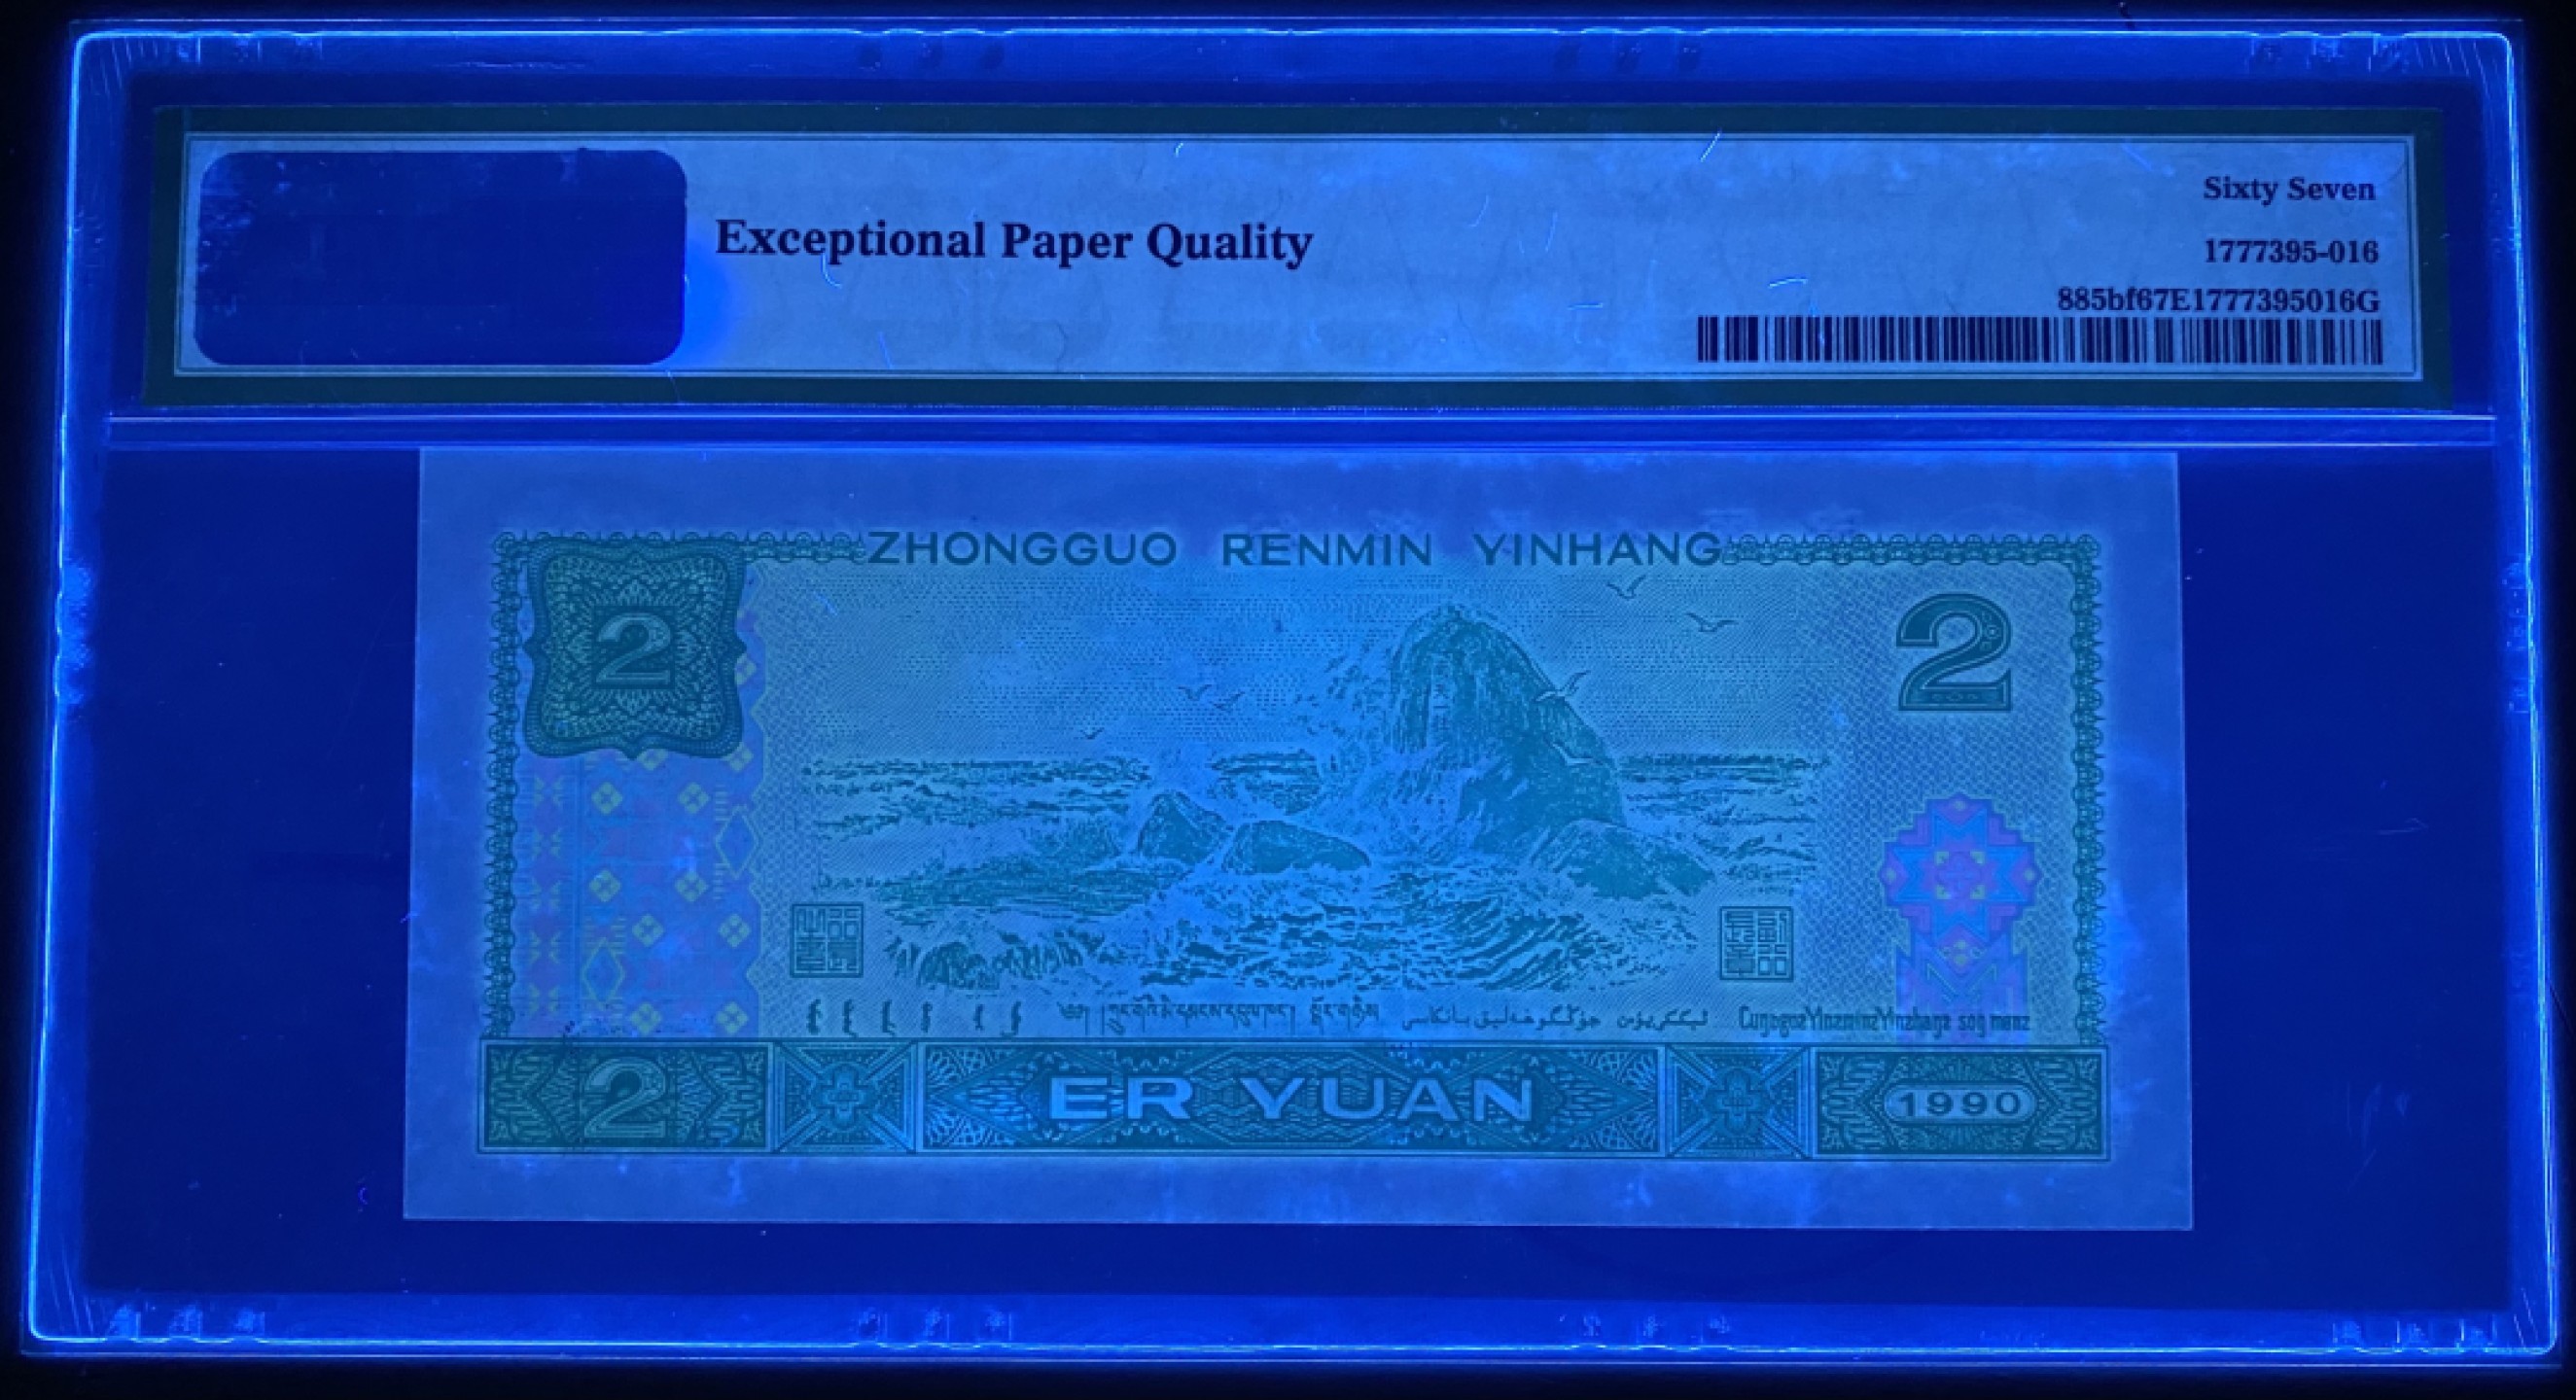 Sixty Seven
Exceptional Paper Quality
1777395-016
885bf67E1777395016G
ZHONGGUO RENMIN YINHANG
2
2
2
ER YUAN
1990